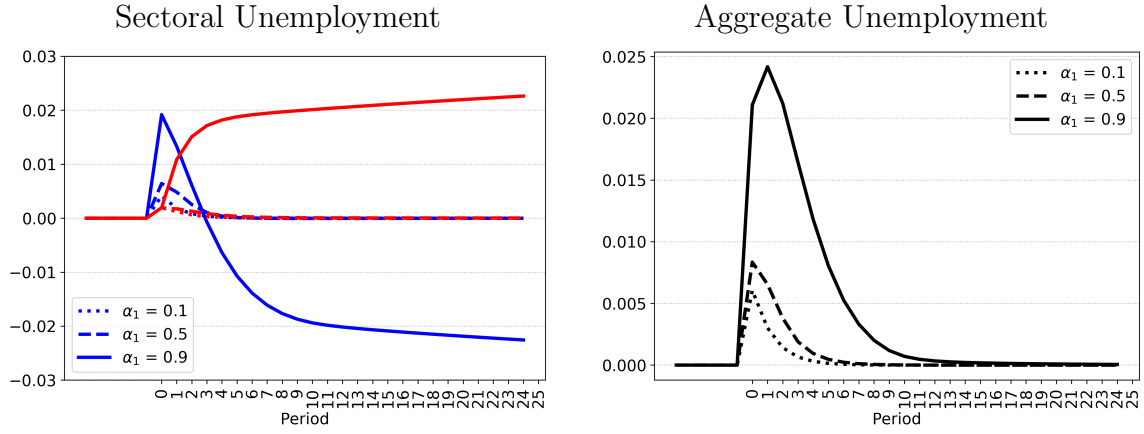 Sectoral Unemployment
0.03
0.02
0.01
0.00
−0.01
−0.02
−0.03
α1 = 0.1
α1 = 0.5
α1 = 0.9
0 1 2 3 4 5 6 7 8 9 10 11 12 13 14 15 16 17 18 19 20 21 22 23 24 25
Period
Aggregate Unemployment
0.025
0.020
0.015
0.010
0.005
0.000
α1 = 0.1
α1 = 0.5
α1 = 0.9
0 1 2 3 4 5 6 7 8 9 10 11 12 13 14 15 16 17 18 19 20 21 22 23 24 25
Period